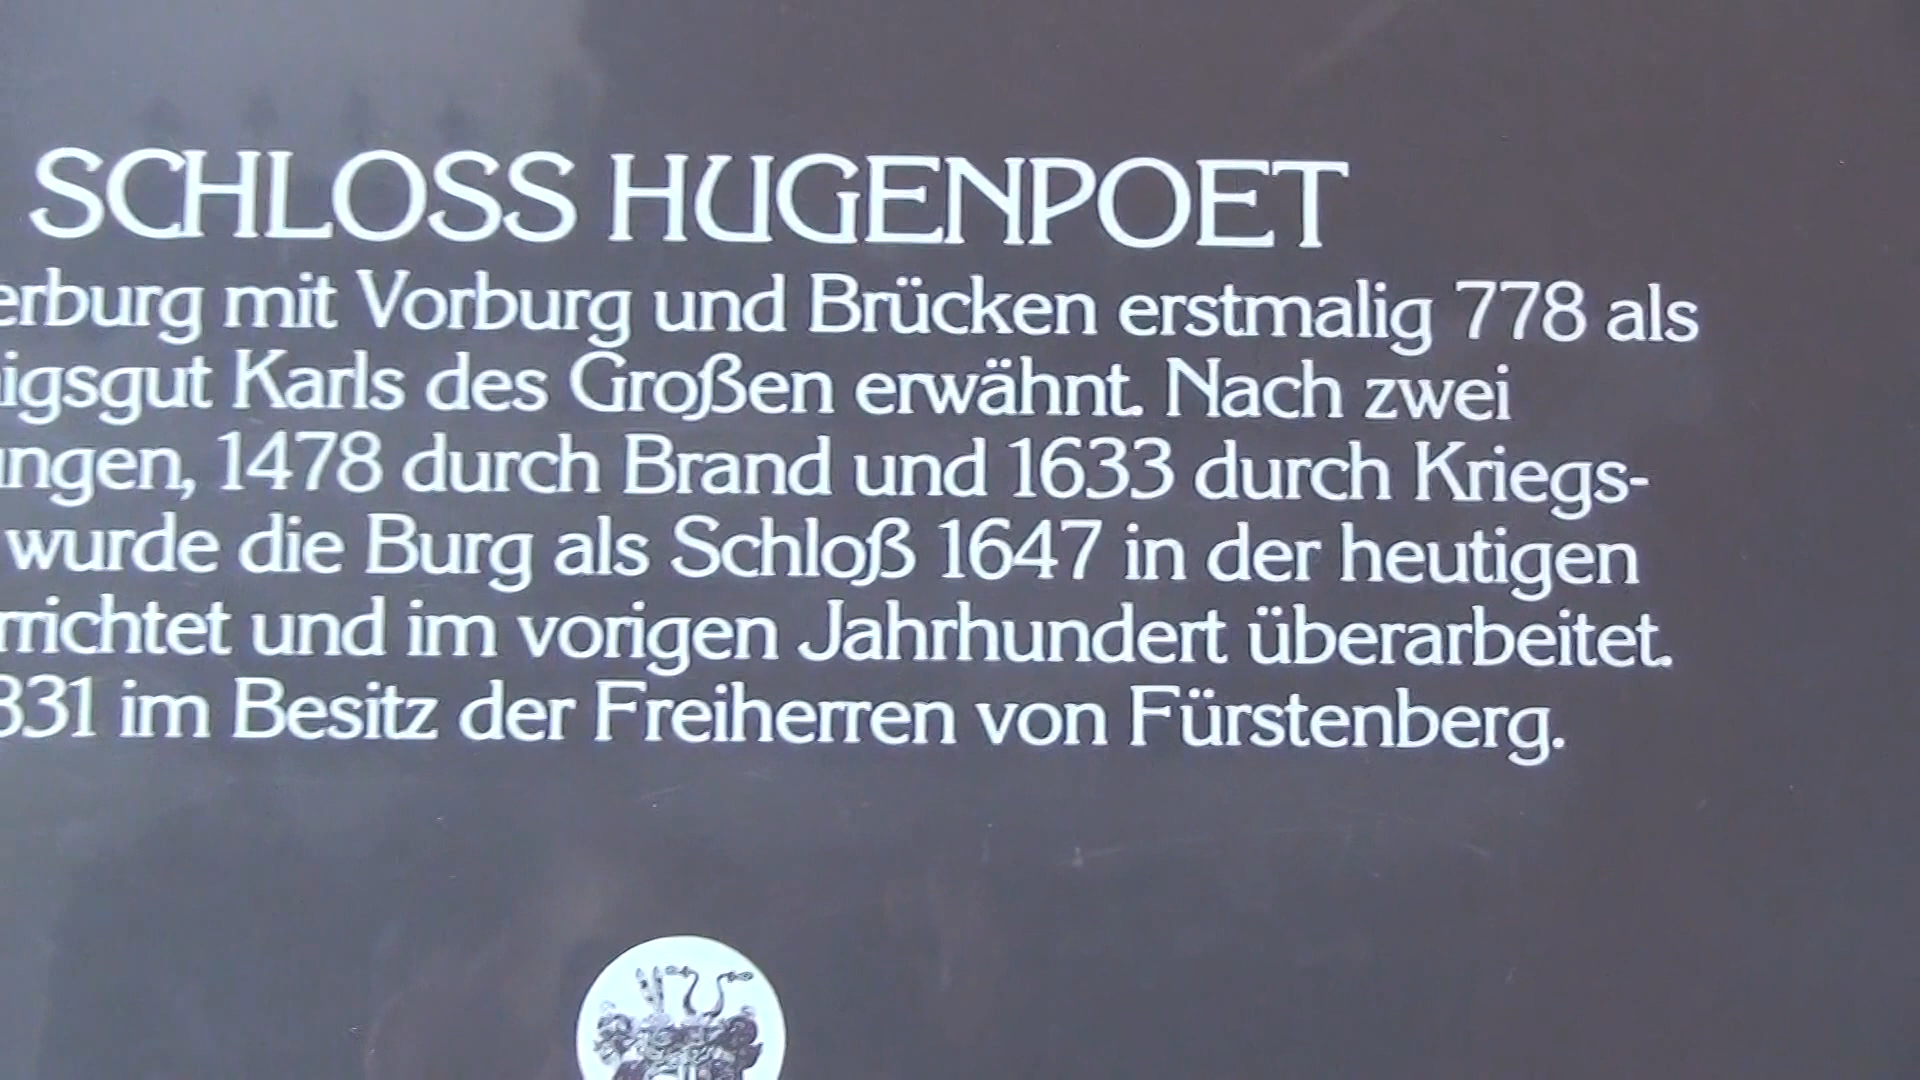 SCHLOSS HUGENPOET
erburg mit Vorburg und Brücken erstmalig 778 als
igsgut Karls des Großen erwähnt. Nach zwei
ungen, 1478 durch Brand und 1633 durch Kriegs-
wurde die Burg als Schloß 1647 in der heutigen
rrichtet und im vorigen Jahrhundert überarbeitet.
831 im Besitz der Freiherren von Fürstenberg.